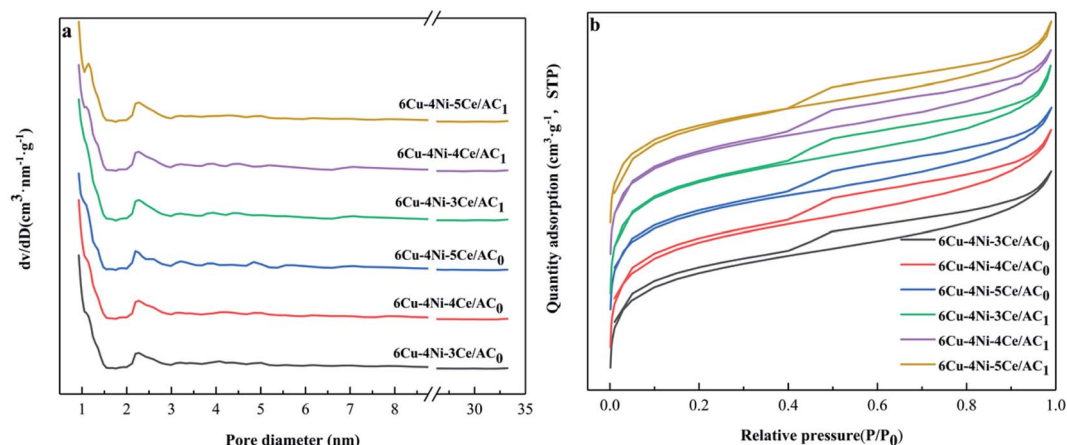 a
dv/dD(cm³·nm⁻¹·g⁻¹)
6Cu-4Ni-5Ce/AC₁
6Cu-4Ni-4Ce/AC₁
6Cu-4Ni-3Ce/AC₁
6Cu-4Ni-5Ce/AC₀
6Cu-4Ni-4Ce/AC₀
6Cu-4Ni-3Ce/AC₀
1 2 3 4 5 6 7 8 30 35
Pore diameter (nm)
b
Quantity adsorption (cm³·g⁻¹, STP)
6Cu-4Ni-3Ce/AC₀
6Cu-4Ni-4Ce/AC₀
6Cu-4Ni-5Ce/AC₀
6Cu-4Ni-3Ce/AC₁
6Cu-4Ni-4Ce/AC₁
6Cu-4Ni-5Ce/AC₁
0.0 0.2 0.4 0.6 0.8 1.0
Relative pressure(P/P₀)